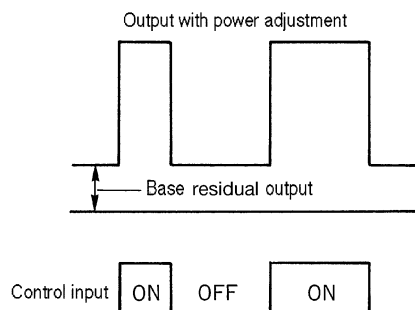 Output with power adjustment
Base residual output
Control input ON OFF ON